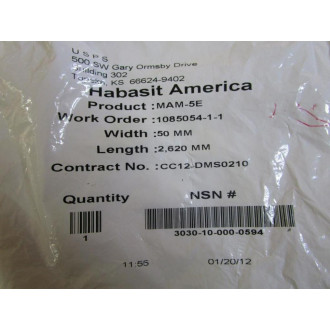 U S P S
500 SW Gary Ormsby Drive
Building 302
Topeka, KS 66624-9402
Habasit America
Product : MAM-5E
Work Order : 1085054-1-1
Width : 50 MM
Length : 2,620 MM
Contract No. : CC12-DMS0210
Quantity NSN #
1 3030-10-000-0594
11:55 01/20/12